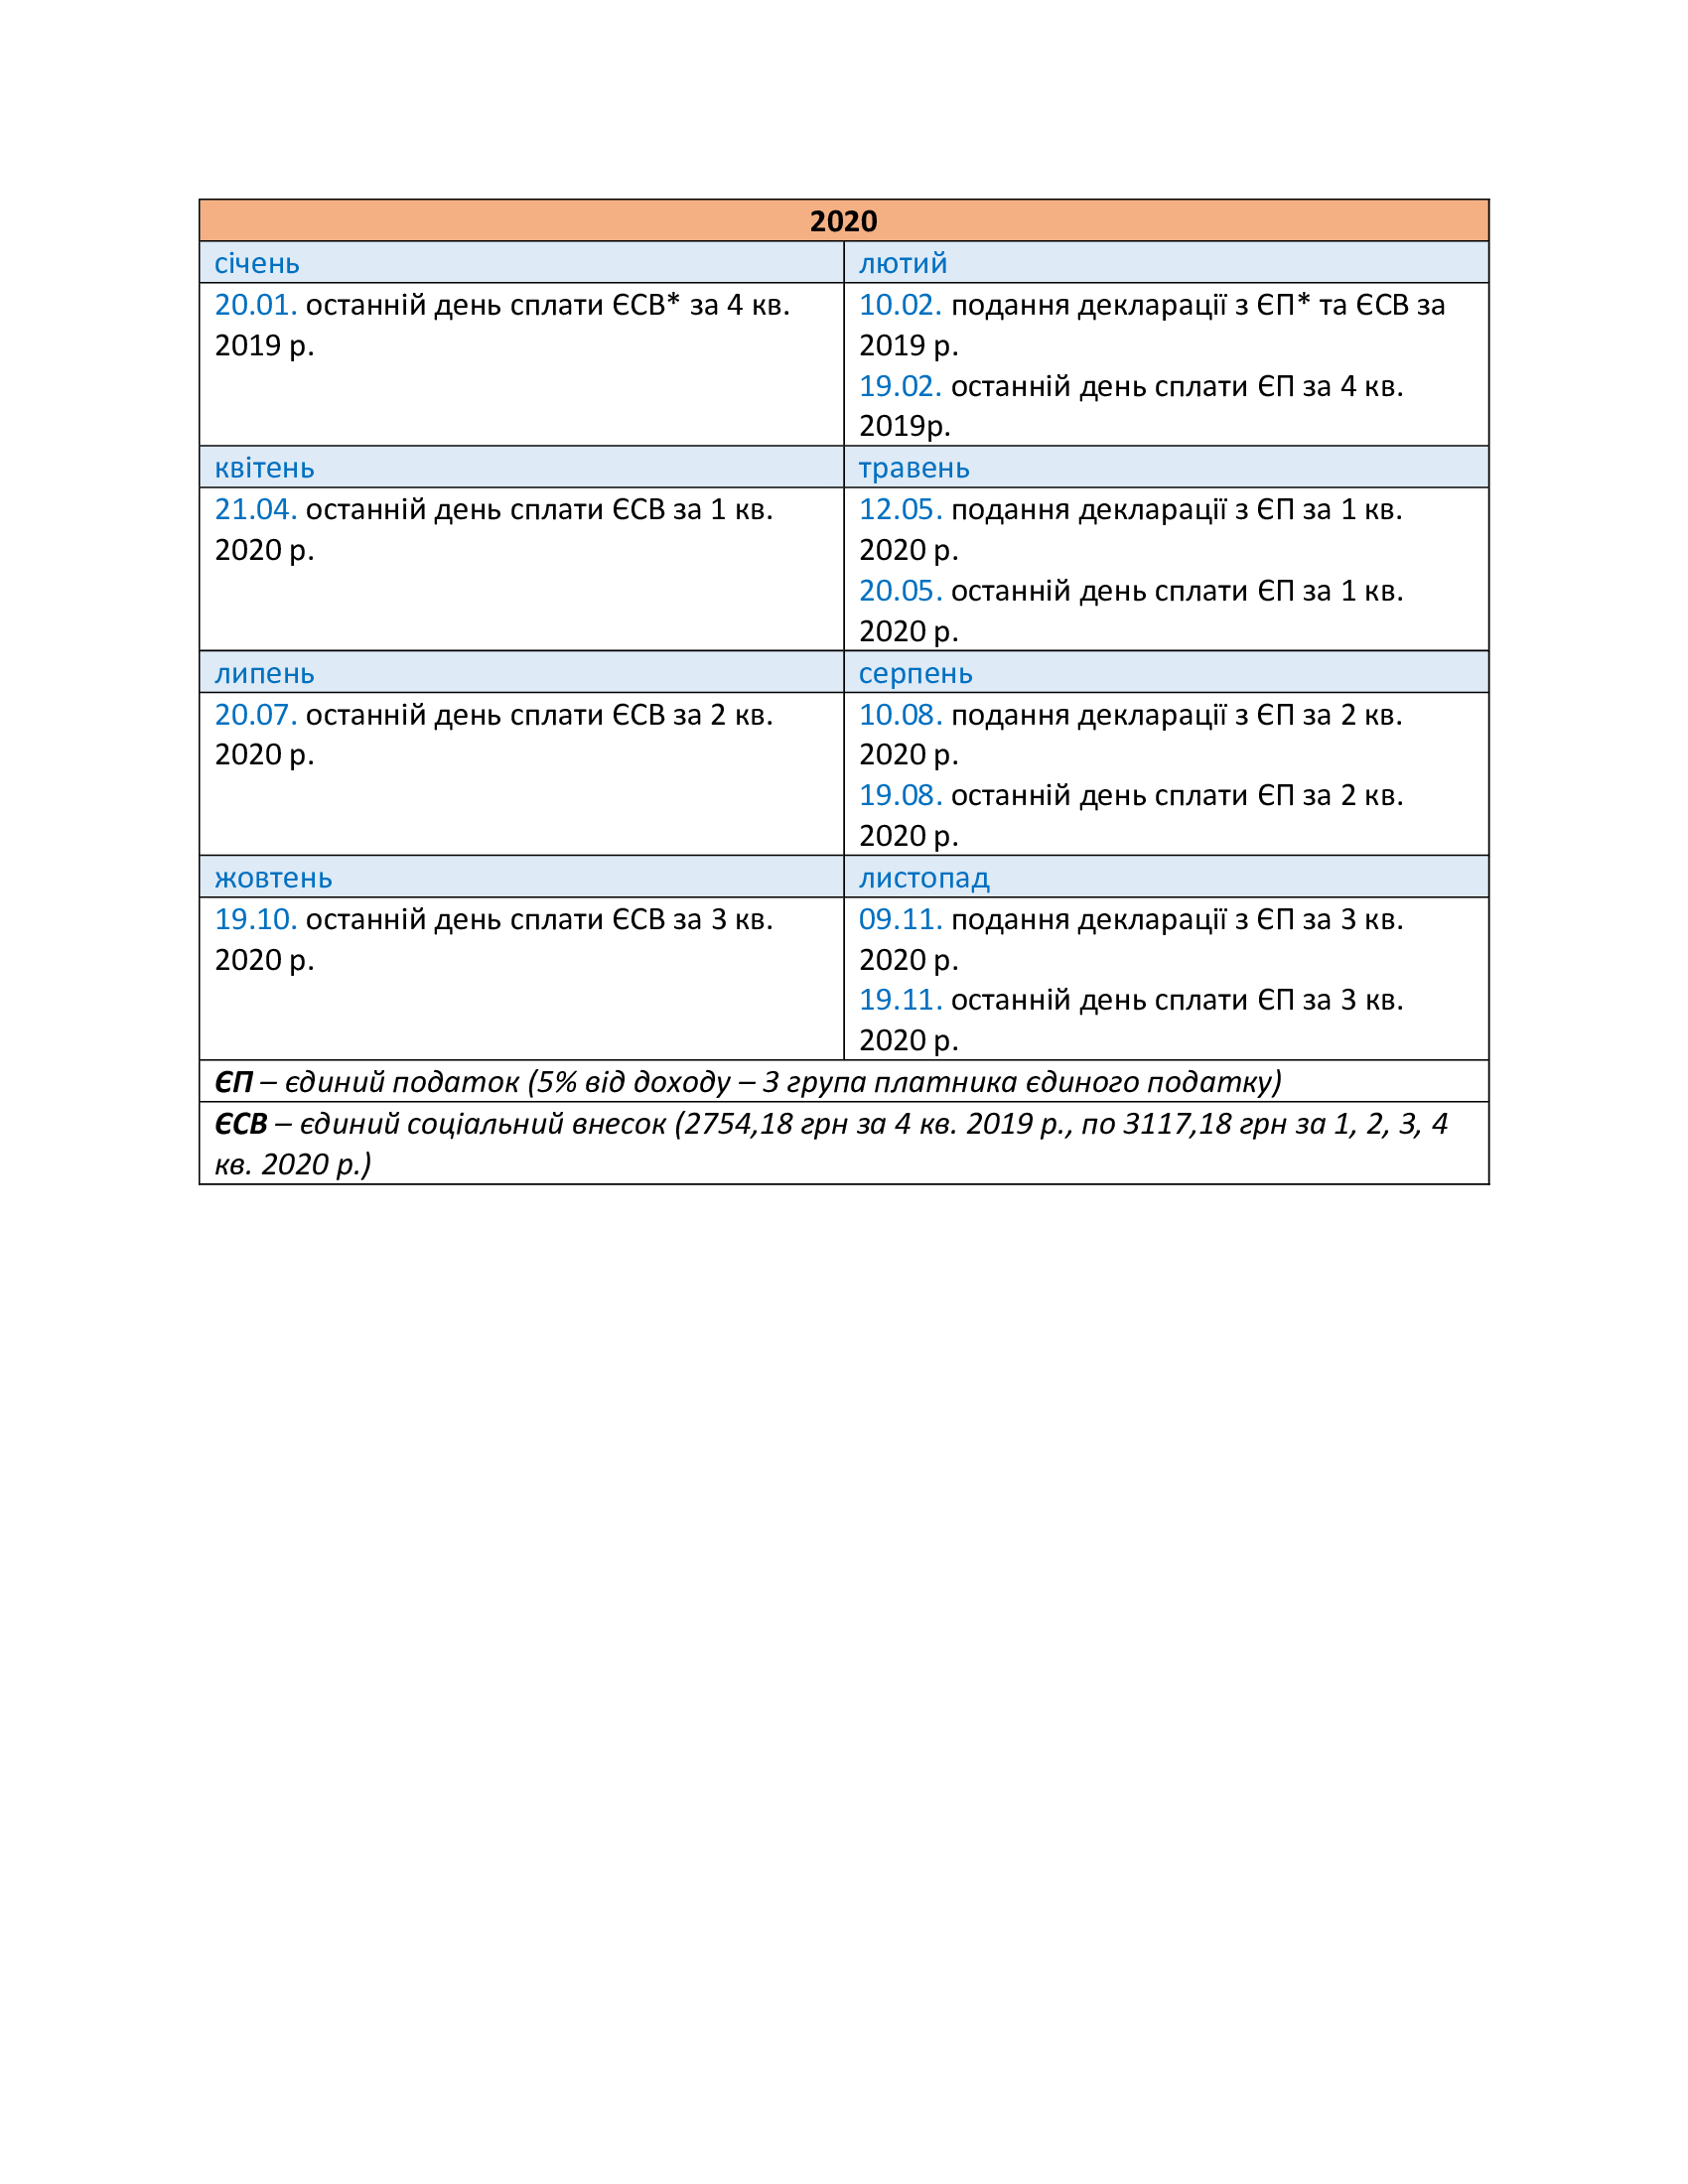 2020
січень
лютий
20.01. останній день сплати ЄСВ* за 4 кв.
2019 р.
10.02. подання декларації з ЄП* та ЄСВ за
2019 р.
19.02. останній день сплати ЄП за 4 кв.
2019р.
квітень
травень
21.04. останній день сплати ЄСВ за 1 кв.
2020 р.
12.05. подання декларації з ЄП за 1 кв.
2020 р.
20.05. останній день сплати ЄП за 1 кв.
2020 р.
липень
серпень
20.07. останній день сплати ЄСВ за 2 кв.
2020 р.
10.08. подання декларації з ЄП за 2 кв.
2020 р.
19.08. останній день сплати ЄП за 2 кв.
2020 р.
жовтень
листопад
19.10. останній день сплати ЄСВ за 3 кв.
2020 р.
09.11. подання декларації з ЄП за 3 кв.
2020 р.
19.11. останній день сплати ЄП за 3 кв.
2020 р.
ЄП – єдиний податок (5% від доходу – 3 група платника єдиного податку)
ЄСВ – єдиний соціальний внесок (2754,18 грн за 4 кв. 2019 р., по 3117,18 грн за 1, 2, 3, 4
кв. 2020 р.)